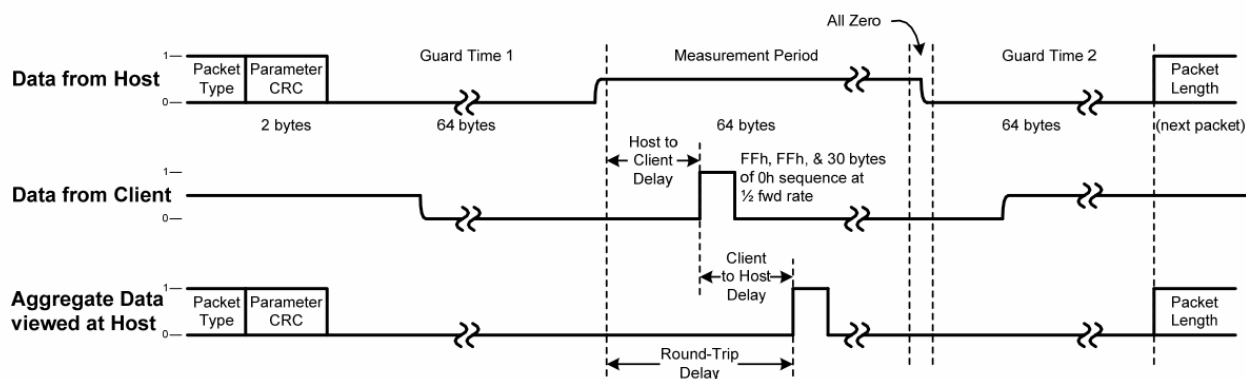 All Zero
Guard Time 1
Measurement Period
Guard Time 2
Data from Host
1
0
Packet Type
Parameter CRC
Packet Length
2 bytes
64 bytes
64 bytes
64 bytes
(next packet)
Host to
Client
Delay
FFh, FFh, & 30 bytes
of 0h sequence at
½ fwd rate
Data from Client
1
0
Client
to Host
Delay
Aggregate Data
viewed at Host
1
0
Packet Type
Parameter CRC
Packet Length
Round-Trip
Delay